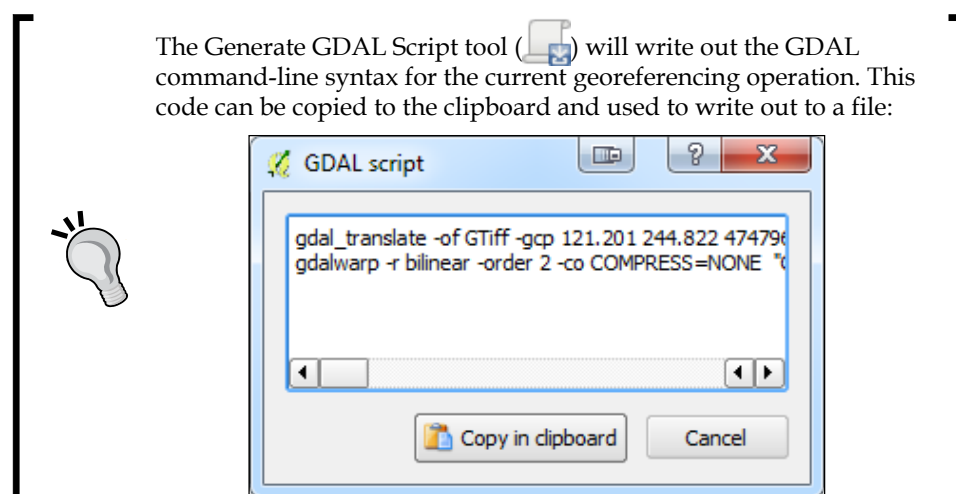 The Generate GDAL Script tool ( ) will write out the GDAL
command-line syntax for the current georeferencing operation. This
code can be copied to the clipboard and used to write out to a file:
GDAL script
gdal_translate -of GTiff -gcp 121.201 244.822 474796
gdalwarp -r bilinear -order 2 -co COMPRESS=NONE "
Copy in clipboard
Cancel